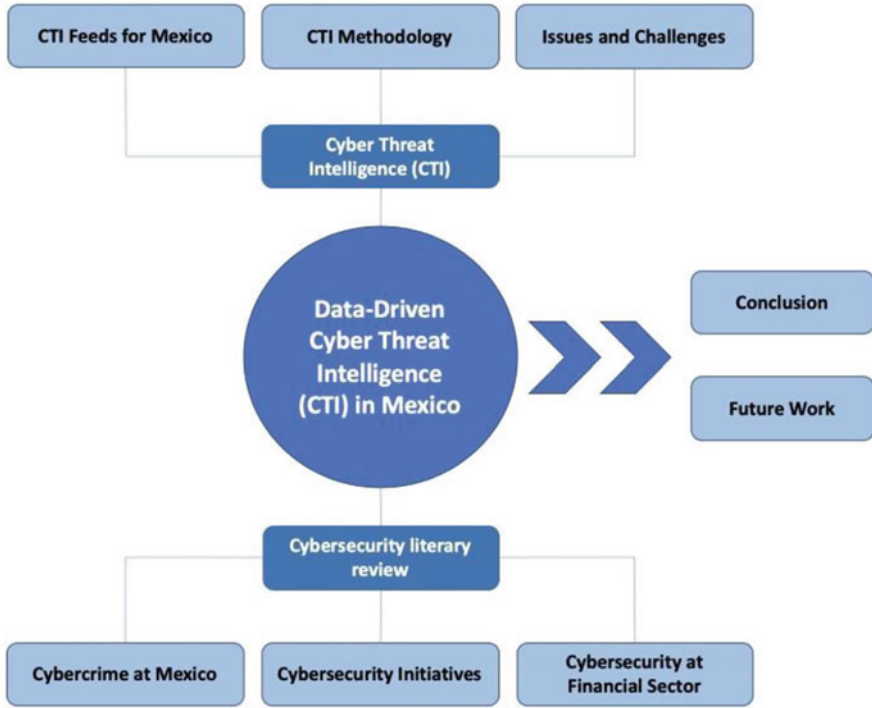 CTI Feeds for Mexico
CTI Methodology
Issues and Challenges
Cyber Threat
Intelligence (CTI)
Data-Driven
Cyber Threat
Intelligence
(CTI) in Mexico
Conclusion
Future Work
Cybersecurity literary
review
Cybercrime at Mexico
Cybersecurity Initiatives
Cybersecurity at
Financial Sector